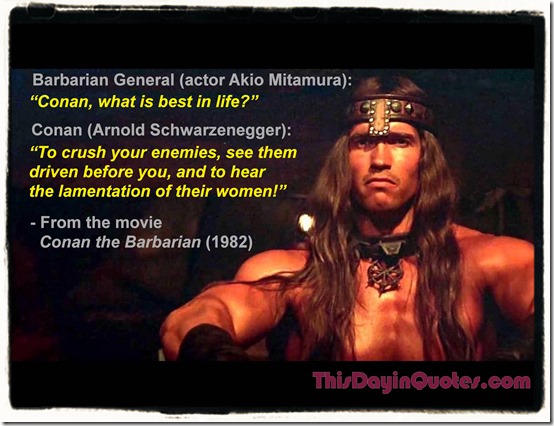 Barbarian General (actor Akio Mitamura):
“Conan, what is best in life?”
Conan (Arnold Schwarzenegger):
“To crush your enemies, see them
driven before you, and to hear
the lamentation of their women!”
- From the movie
Conan the Barbarian (1982)
ThisDayinQuotes.com